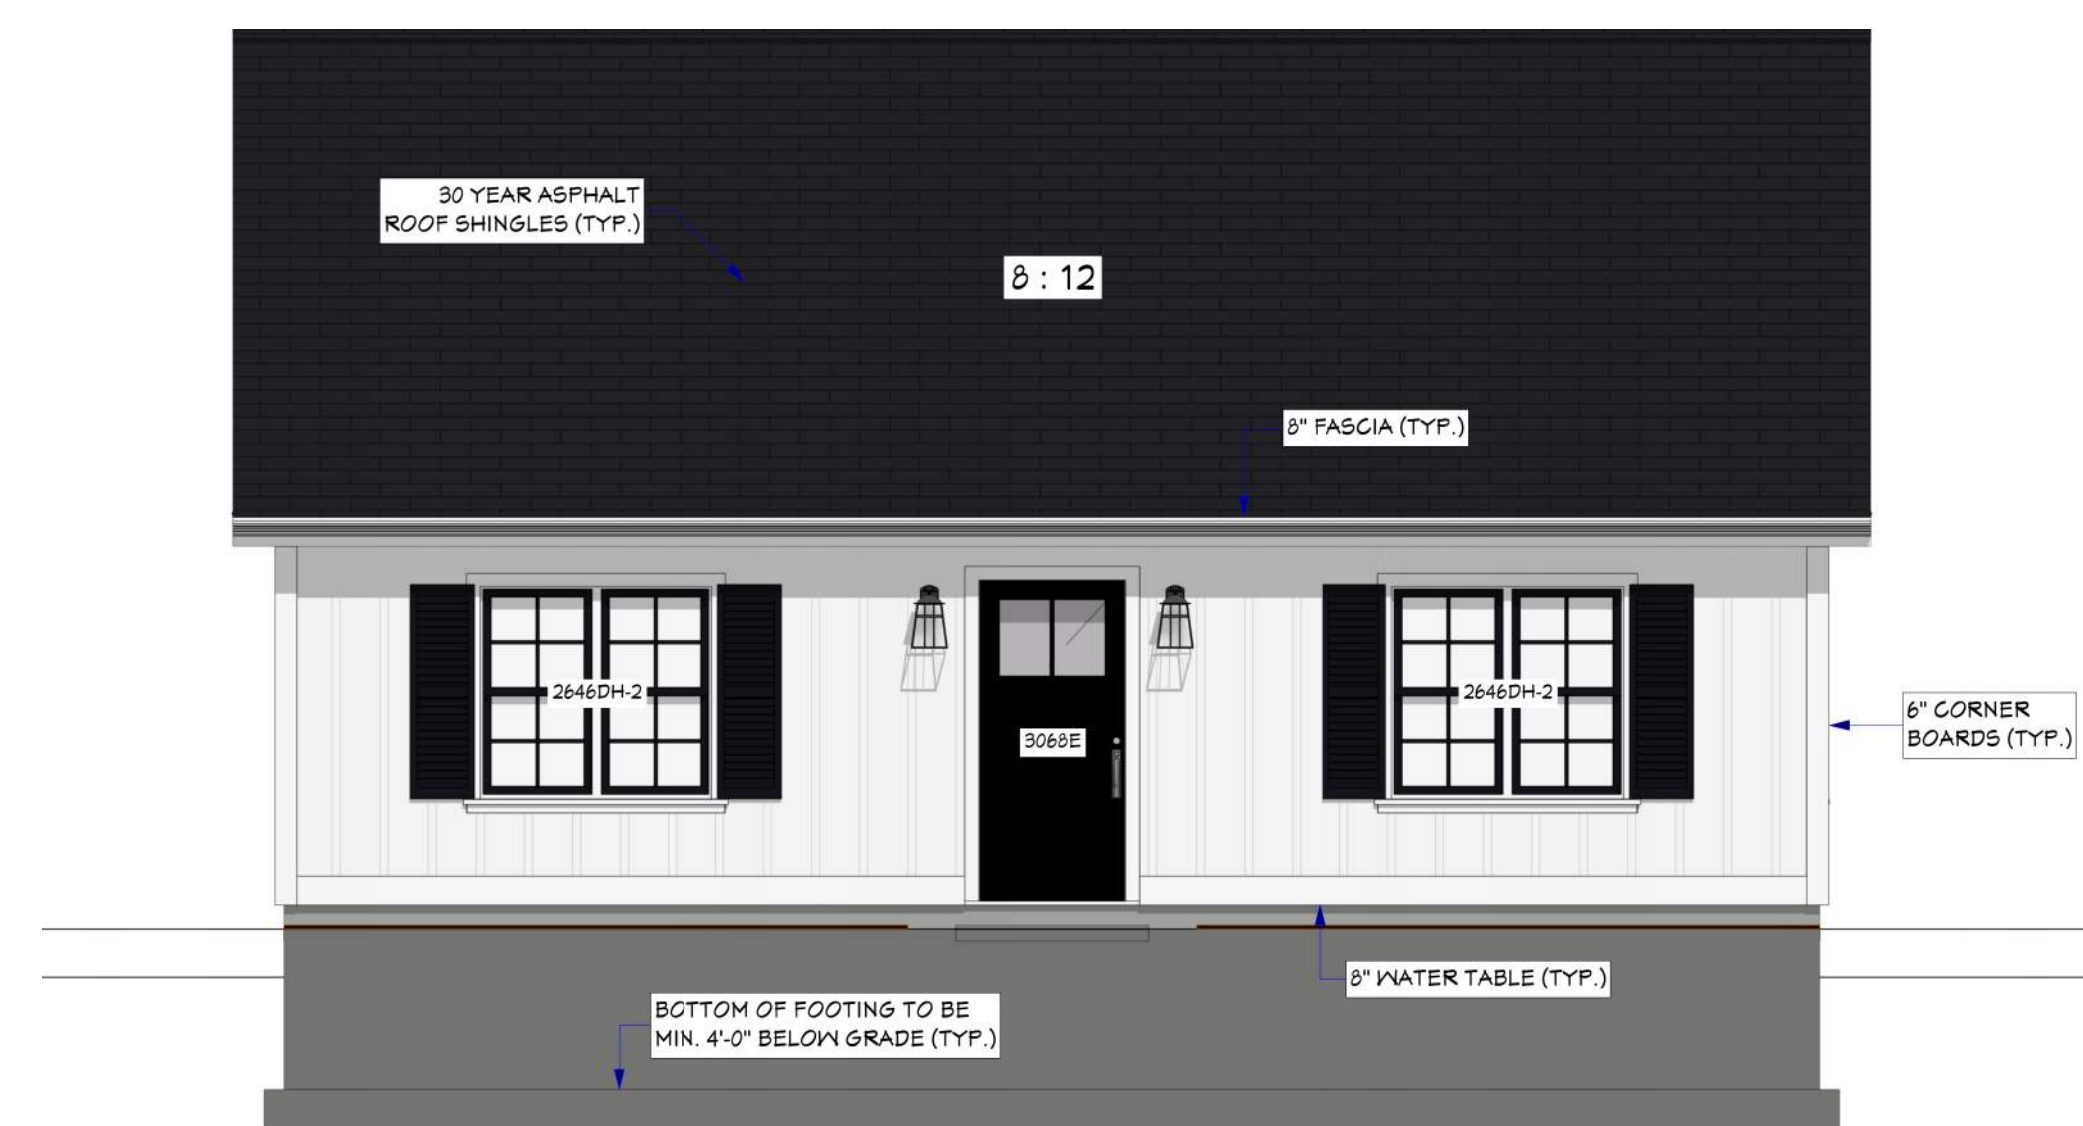 30 YEAR ASPHALT
ROOF SHINGLES (TYP.)
8 : 12
8" FASCIA (TYP.)
2646DH-2
3068E
2646DH-2
6" CORNER
BOARDS (TYP.)
8" WATER TABLE (TYP.)
BOTTOM OF FOOTING TO BE
MIN. 4'-0" BELOW GRADE (TYP.)